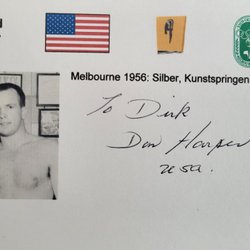 Melbourne 1956: Silber, Kunstspringen
To Dirk
Don Harper
USA.